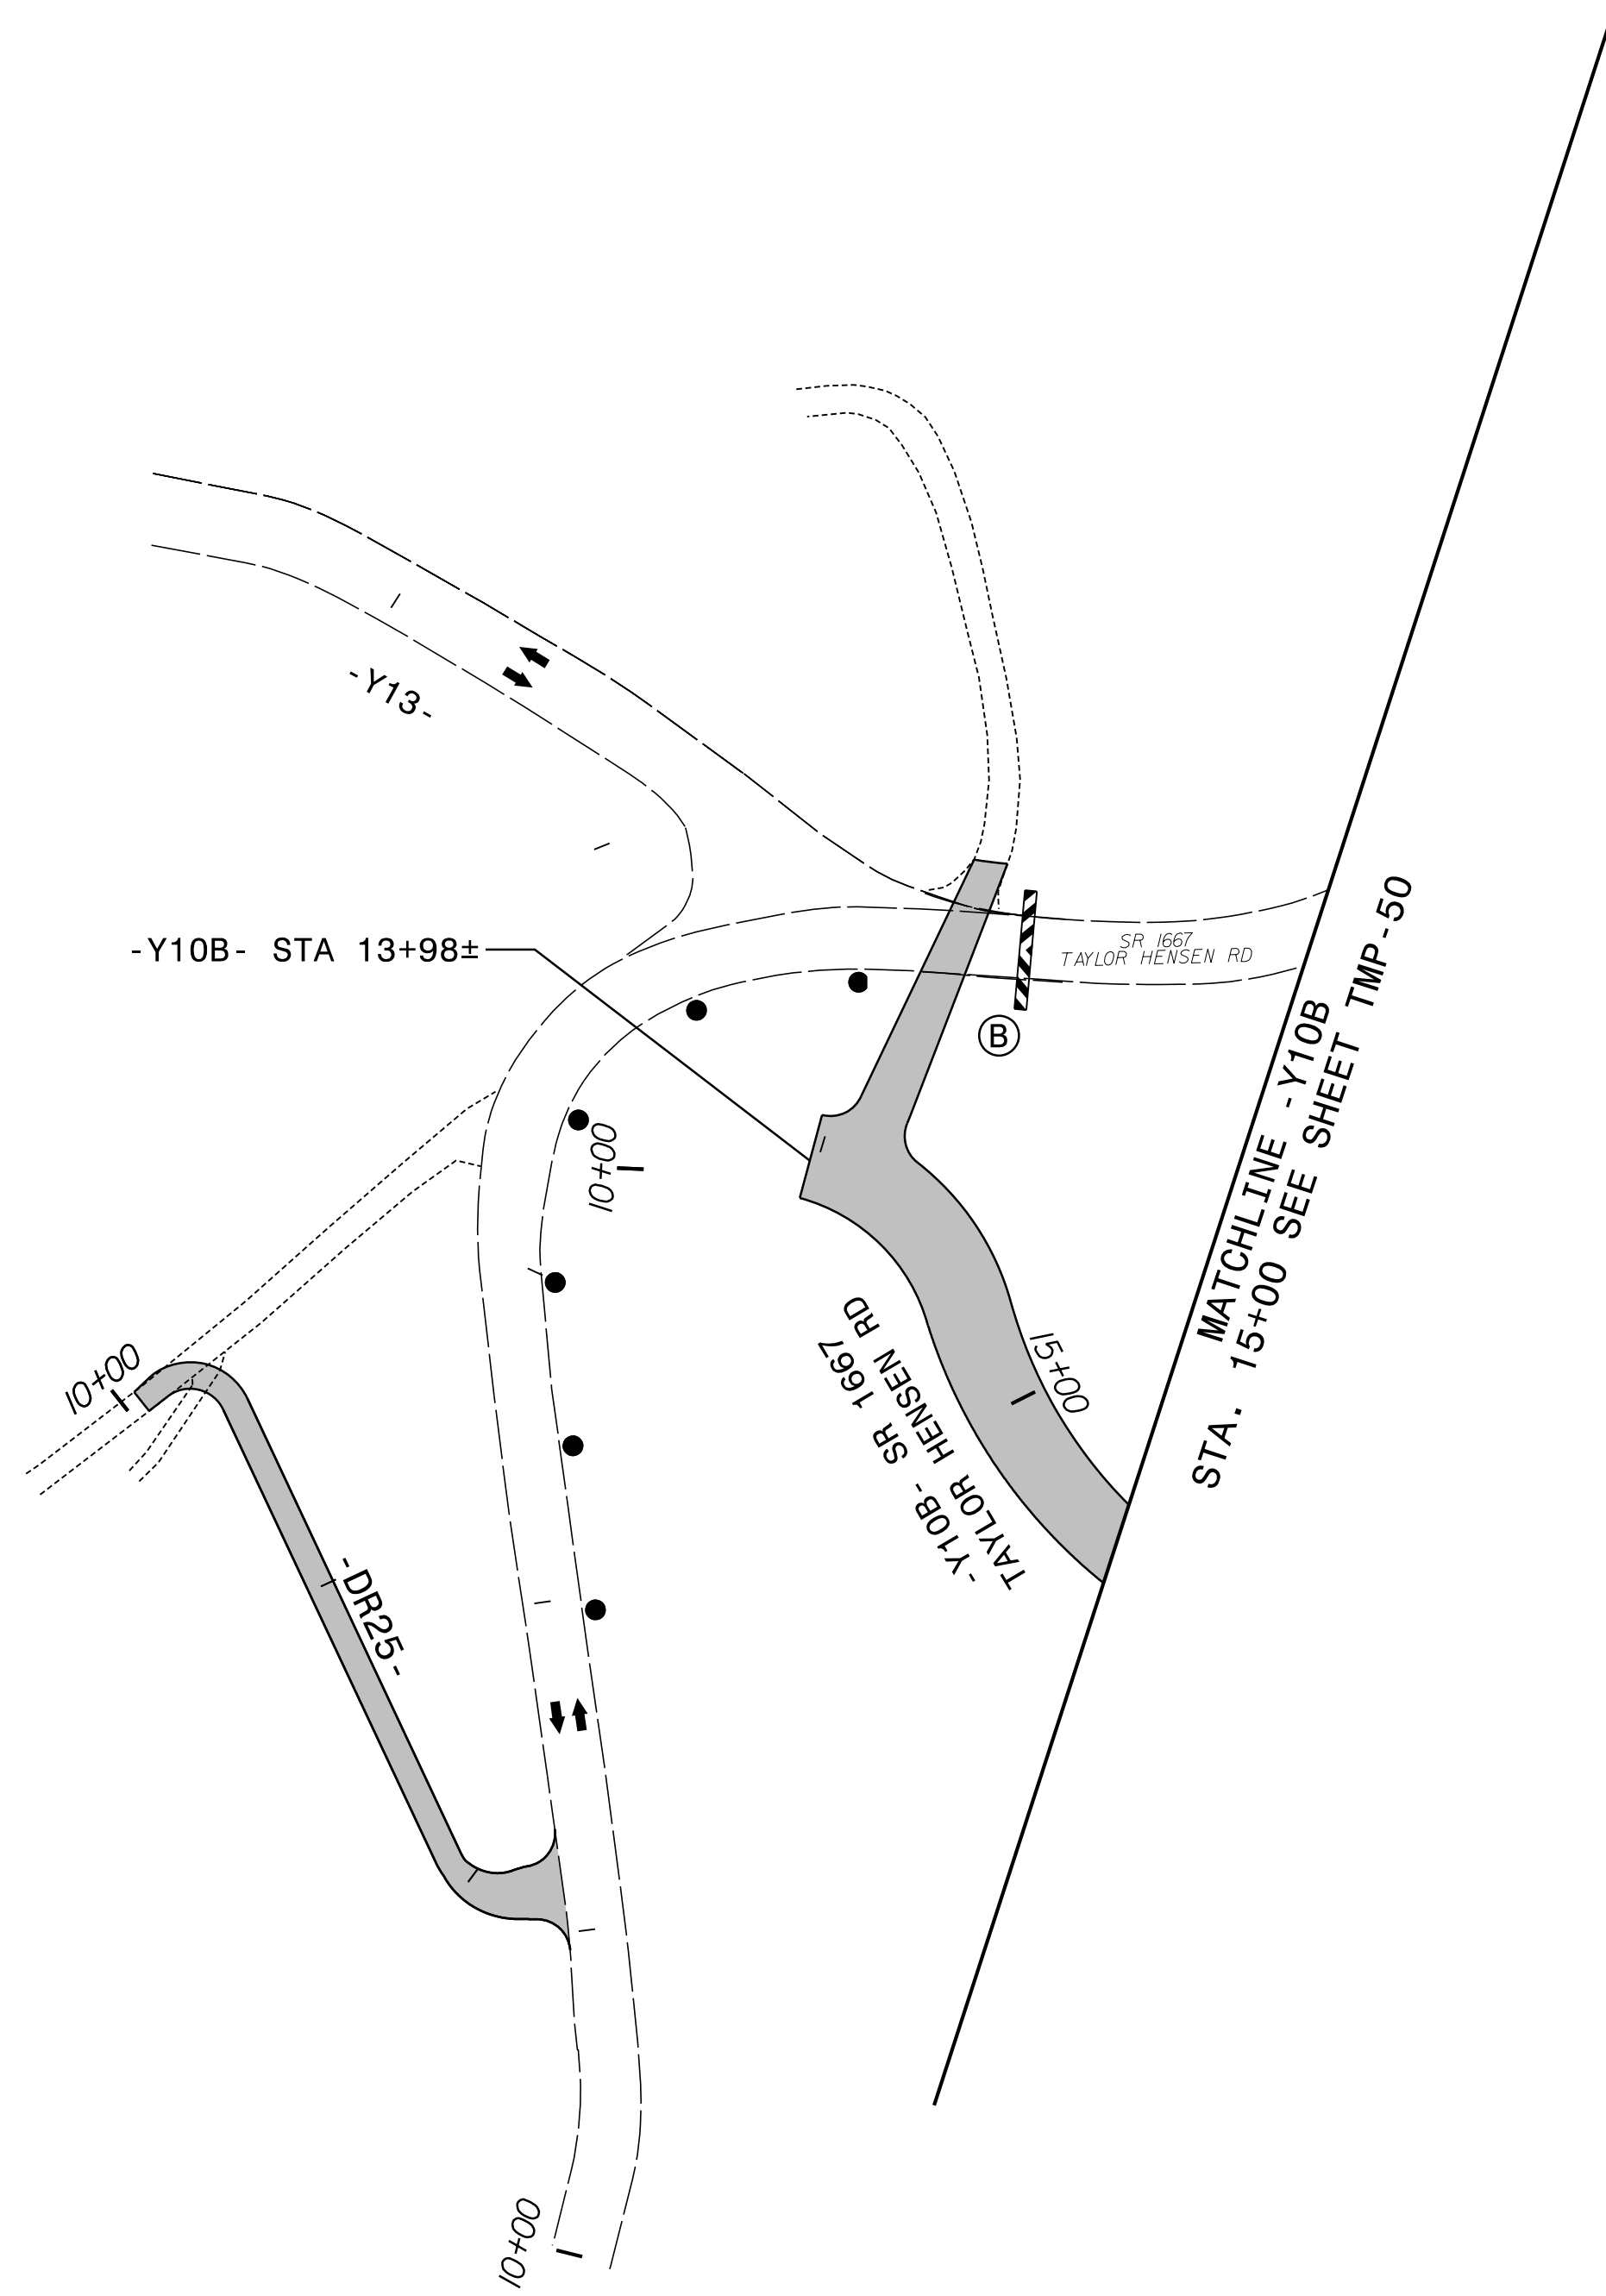 -Y13-
-Y10B- STA 13+98±
SR 1667
TAYLOR HENSEN RD
B
10+00
10+00
-Y10B- SR 1667
TAYLOR HENSEN RD
15+00
MATCHLINE -Y10B
STA. 15+00 SEE SHEET TMP-50
-DR25-
10+00